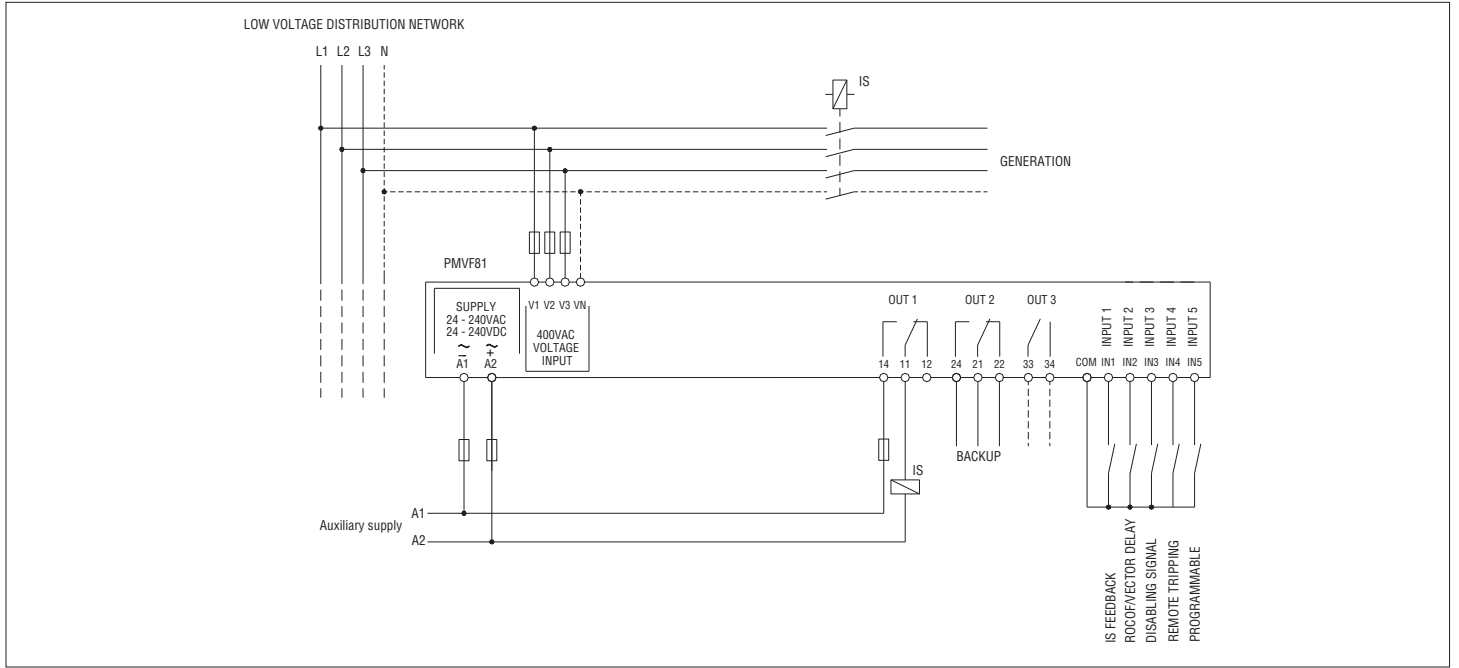 LOW VOLTAGE DISTRIBUTION NETWORK
L1 L2 L3 N
IS
GENERATION
PMVF81
SUPPLY
24 - 240VAC
24 - 240VDC
~ ~
– +
A1 A2
V1 V2 V3 VN
400VAC
VOLTAGE
INPUT
OUT 1 OUT 2 OUT 3
INPUT 1
INPUT 2
INPUT 3
INPUT 4
INPUT 5
14 11 12 24 21 22 33 34 COM IN1 IN2 IN3 IN4 IN5
BACKUP
IS
Auxiliary supply
A1
A2
IS FEEDBACK
ROCOF/VECTOR DELAY
DISABLING SIGNAL
REMOTE TRIPPING
PROGRAMMABLE